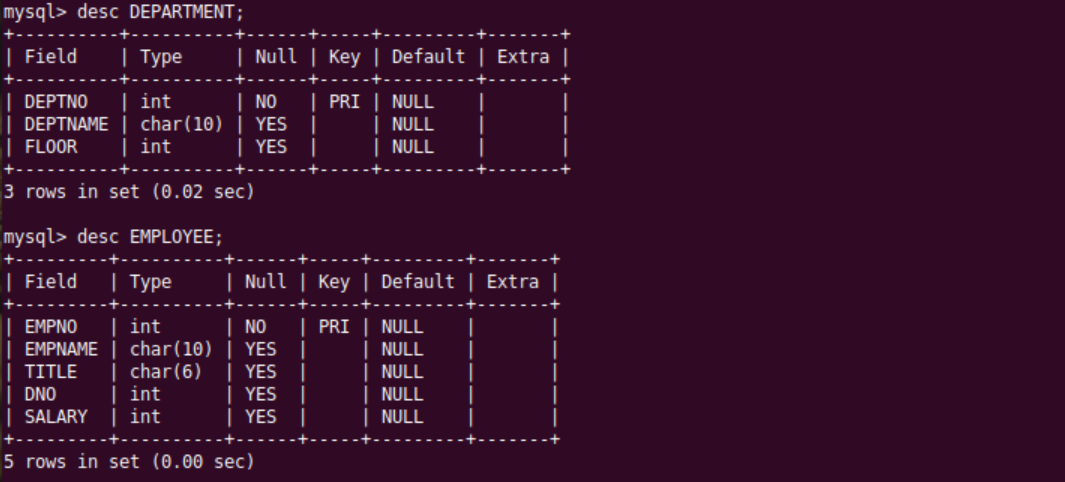 mysql> desc DEPARTMENT;
+----------+----------+------+-----+---------+-------+
| Field    | Type     | Null | Key | Default | Extra |
+----------+----------+------+-----+---------+-------+
| DEPTNO   | int      | NO   | PRI | NULL    |       |
| DEPTNAME | char(10) | YES  |     | NULL    |       |
| FLOOR    | int      | YES  |     | NULL    |       |
+----------+----------+------+-----+---------+-------+
3 rows in set (0.02 sec)

mysql> desc EMPLOYEE;
+---------+----------+------+-----+---------+-------+
| Field   | Type     | Null | Key | Default | Extra |
+---------+----------+------+-----+---------+-------+
| EMPNO   | int      | NO   | PRI | NULL    |       |
| EMPNAME | char(10) | YES  |     | NULL    |       |
| TITLE   | char(6)  | YES  |     | NULL    |       |
| DNO     | int      | YES  |     | NULL    |       |
| SALARY  | int      | YES  |     | NULL    |       |
+---------+----------+------+-----+---------+-------+
5 rows in set (0.00 sec)